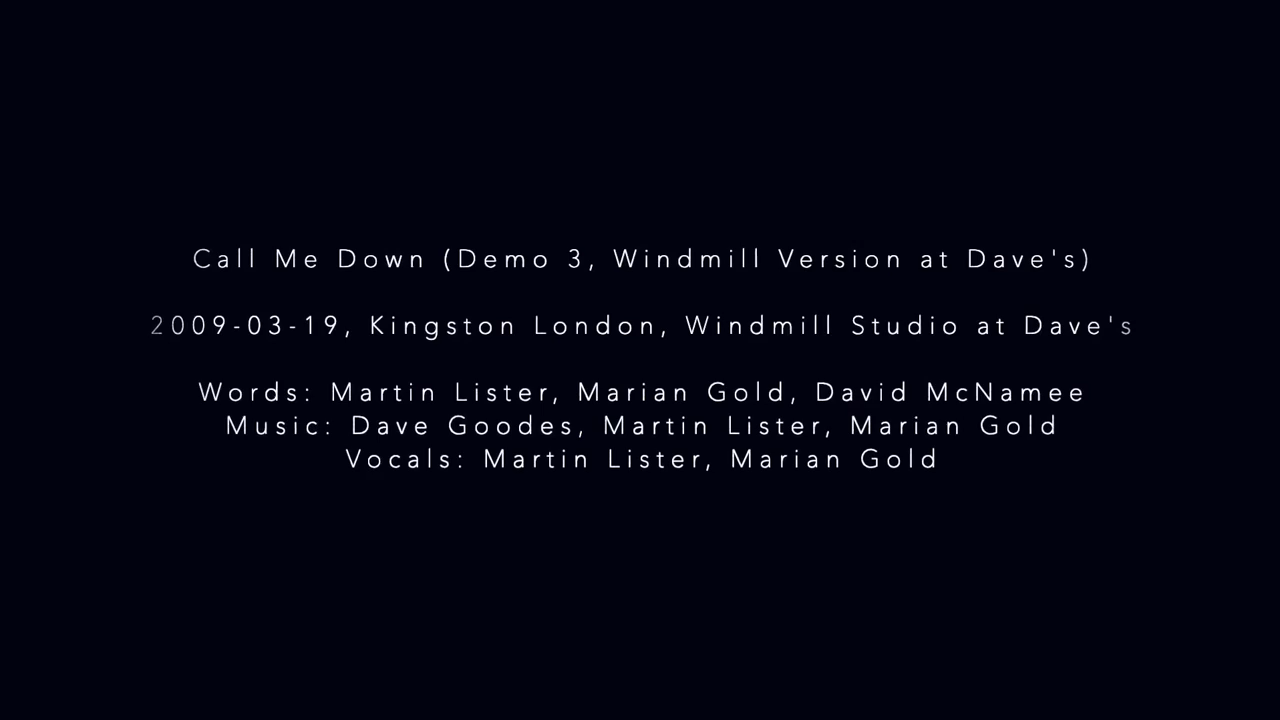 Call Me Down (Demo 3, Windmill Version at Dave's)
2009-03-19, Kingston London, Windmill Studio at Dave's
Words: Martin Lister, Marian Gold, David McNamee
Music: Dave Goodes, Martin Lister, Marian Gold
Vocals: Martin Lister, Marian Gold